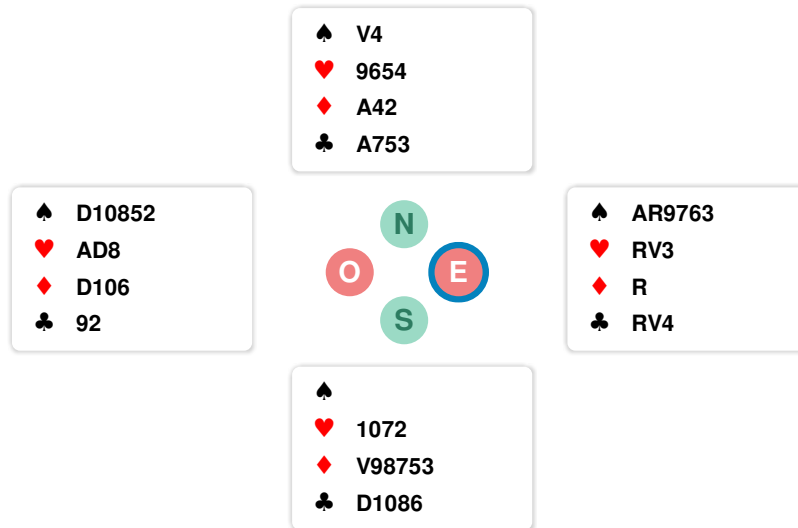 ♠ V4
♥ 9654
♦ A42
♣ A753
♠ D10852
♥ AD8
♦ D106
♣ 92
N
O E
S
♠ AR9763
♥ RV3
♦ R
♣ RV4
♠
♥ 1072
♦ V98753
♣ D1086